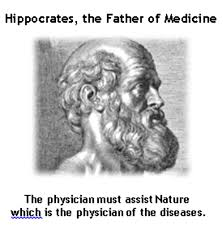 Hippocrates, the Father of Medicine
The physician must assist Nature
which is the physician of the diseases.